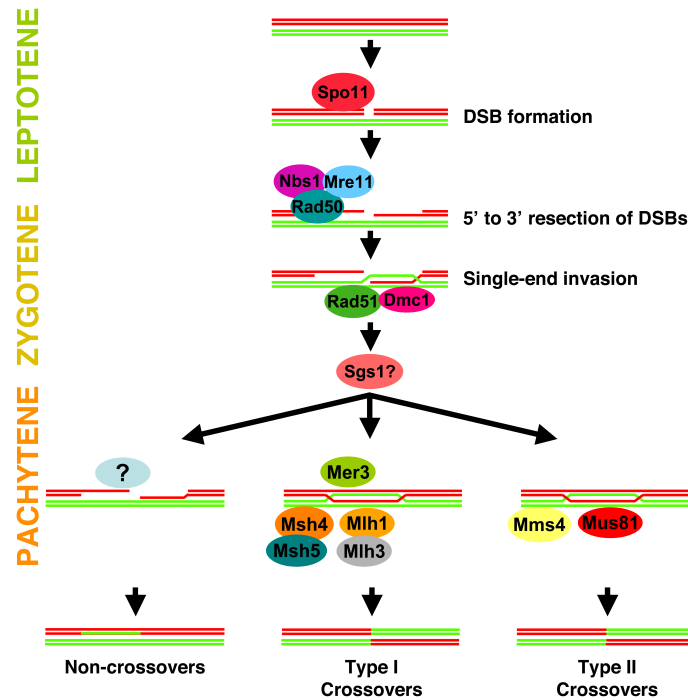 LEPTOTENE
ZYGOTENE
PACHYTENE
Spo11
DSB formation
Nbs1
Mre11
Rad50
5’ to 3’ resection of DSBs
Single-end invasion
Rad51
Dmc1
Sgs1?
?
Mer3
Msh4
Mlh1
Msh5
Mlh3
Mms4
Mus81
Non-crossovers
Type I
Crossovers
Type II
Crossovers